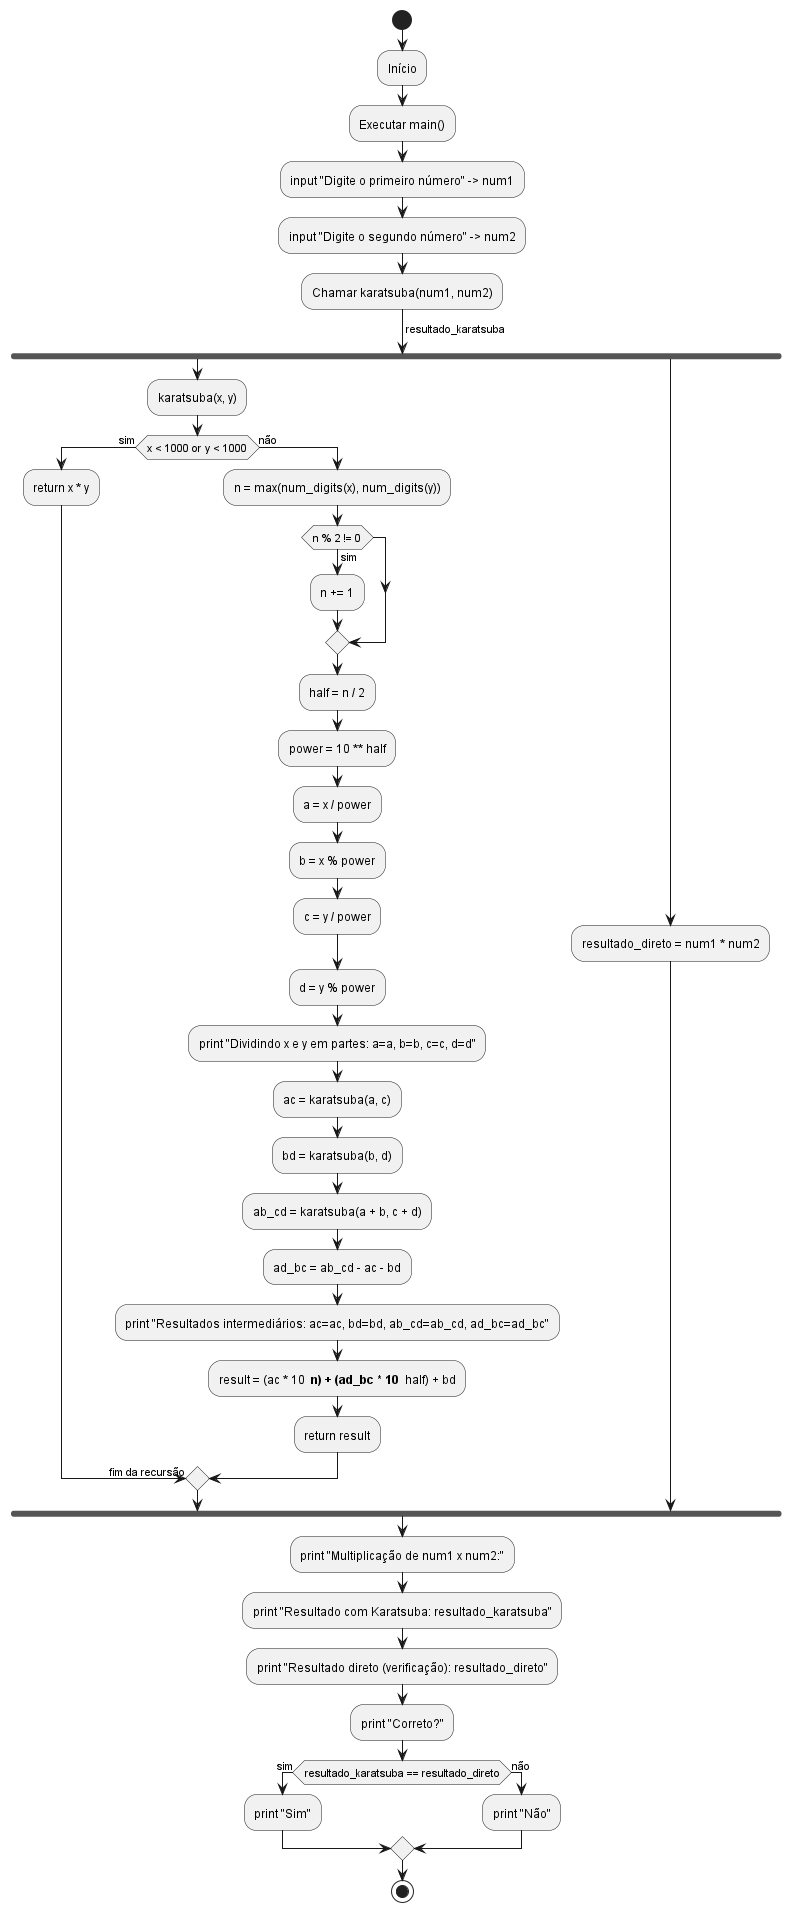 Início
Executar main()
input "Digite o primeiro número" -> num1
input "Digite o segundo número" -> num2
Chamar karatsuba(num1, num2)
resultado_karatsuba
karatsuba(x, y)
sim
x < 1000 or y < 1000
não
return x * y
n = max(num_digits(x), num_digits(y))
n % 2 != 0
sim
n += 1
half = n / 2
power = 10 ** half
a = x / power
b = x % power
c = y / power
resultado_direto = num1 * num2
d = y % power
print "Dividindo x e y em partes: a=a, b=b, c=c, d=d"
ac = karatsuba(a, c)
bd = karatsuba(b, d)
ab_cd = karatsuba(a + b, c + d)
ad_bc = ab_cd - ac - bd
print "Resultados intermediários: ac=ac, bd=bd, ab_cd=ab_cd, ad_bc=ad_bc"
result = (ac * 10 n) + (ad_bc * 10 half) + bd
return result
fim da recursão
print "Multiplicação de num1 x num2:"
print "Resultado com Karatsuba: resultado_karatsuba"
print "Resultado direto (verificação): resultado_direto"
print "Correto?"
sim
resultado_karatsuba == resultado_direto
não
print "Sim"
print "Não"